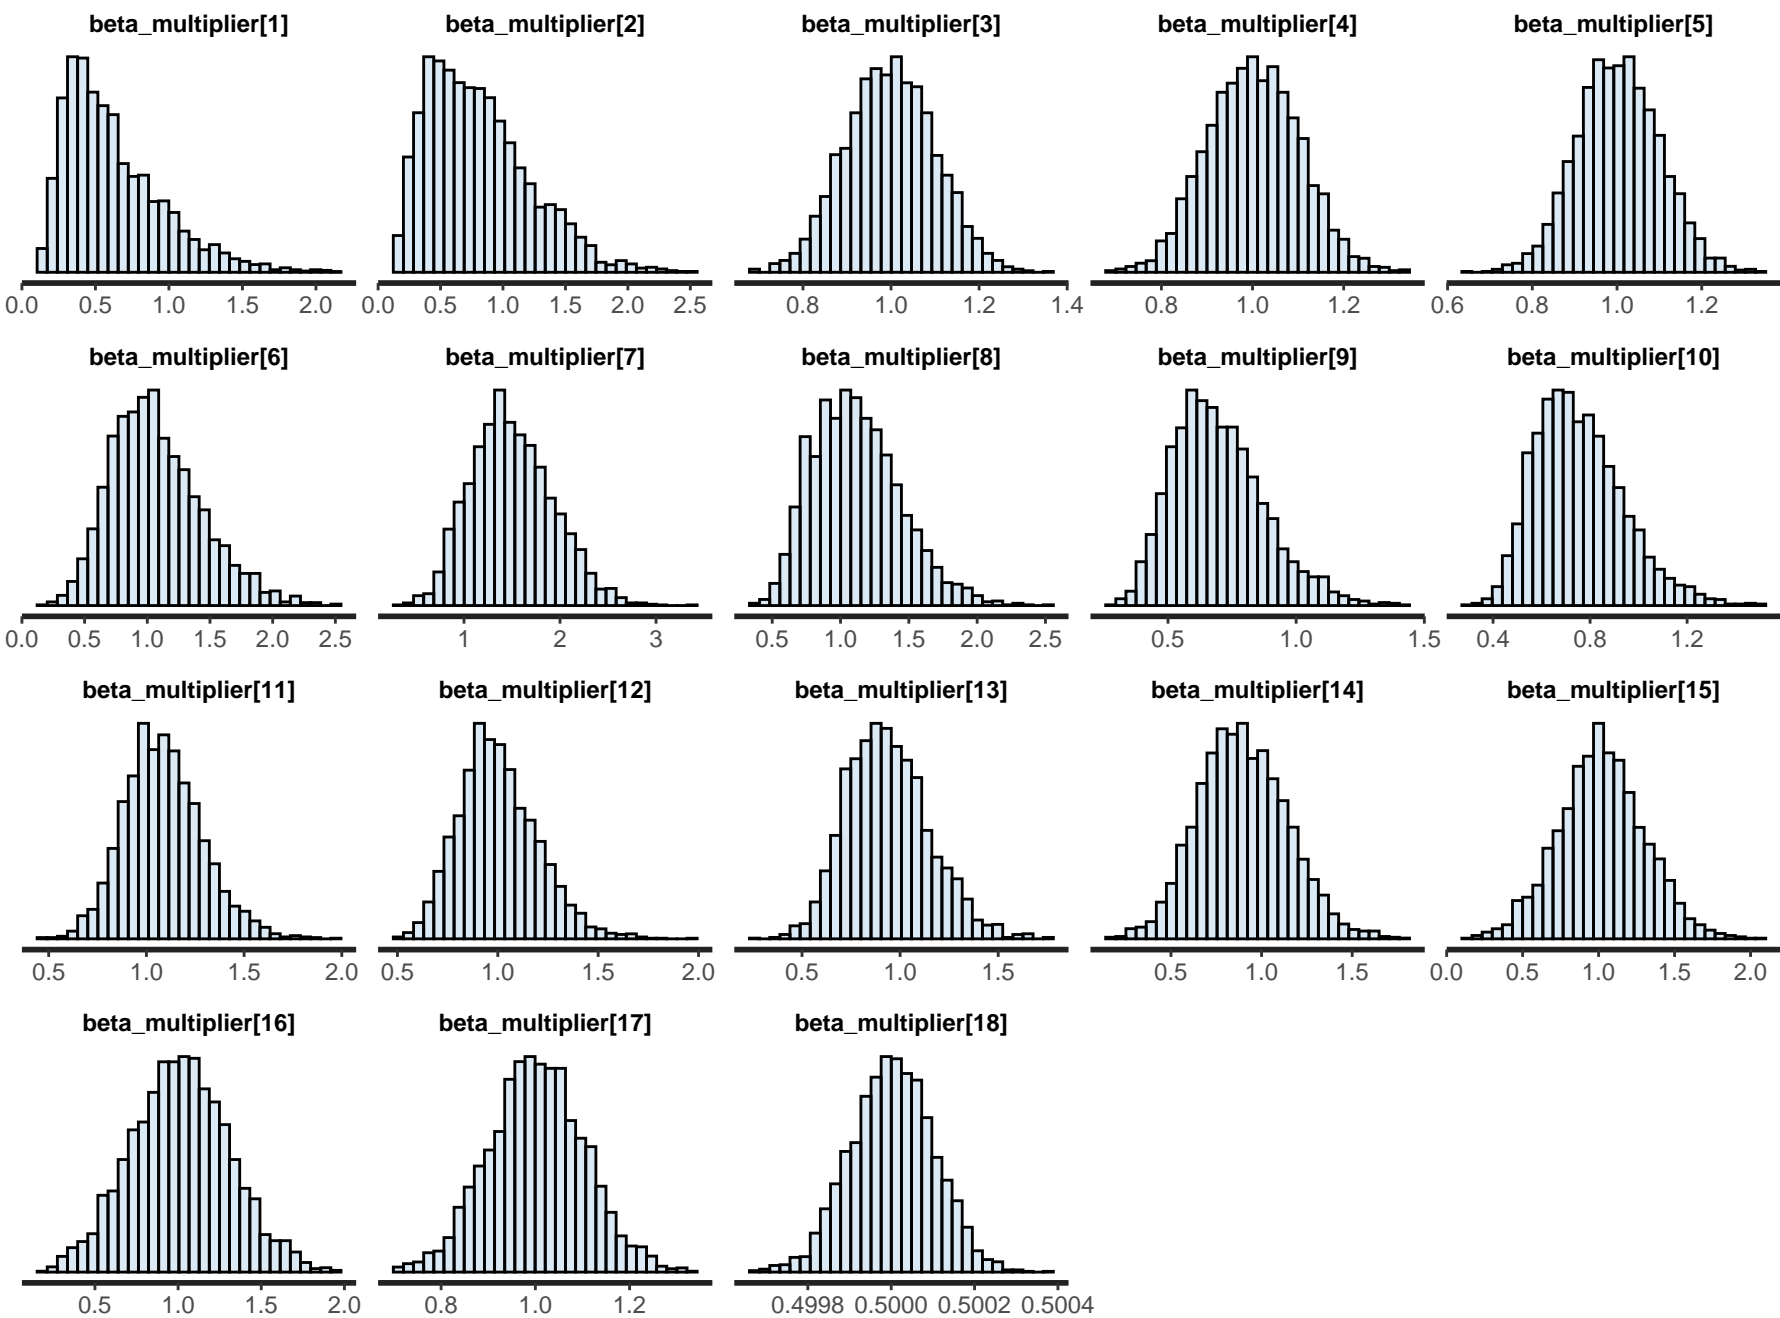 beta_multiplier[1] beta_multiplier[2] beta_multiplier[3] beta_multiplier[4] beta_multiplier[5]
0.0 0.5 1.0 1.5 2.0 0.0 0.5 1.0 1.5 2.0 2.5 0.8 1.0 1.2 1.4 0.8 1.0 1.2 0.6 0.8 1.0 1.2
beta_multiplier[6] beta_multiplier[7] beta_multiplier[8] beta_multiplier[9] beta_multiplier[10]
0.0 0.5 1.0 1.5 2.0 2.5 1 2 3 0.5 1.0 1.5 2.0 2.5 0.5 1.0 1.5 0.4 0.8 1.2
beta_multiplier[11] beta_multiplier[12] beta_multiplier[13] beta_multiplier[14] beta_multiplier[15]
0.5 1.0 1.5 2.0 0.5 1.0 1.5 2.0 0.5 1.0 1.5 0.5 1.0 1.5 0.0 0.5 1.0 1.5 2.0
beta_multiplier[16] beta_multiplier[17] beta_multiplier[18]
0.5 1.0 1.5 2.0 0.8 1.0 1.2 0.4998 0.5000 0.5002 0.5004